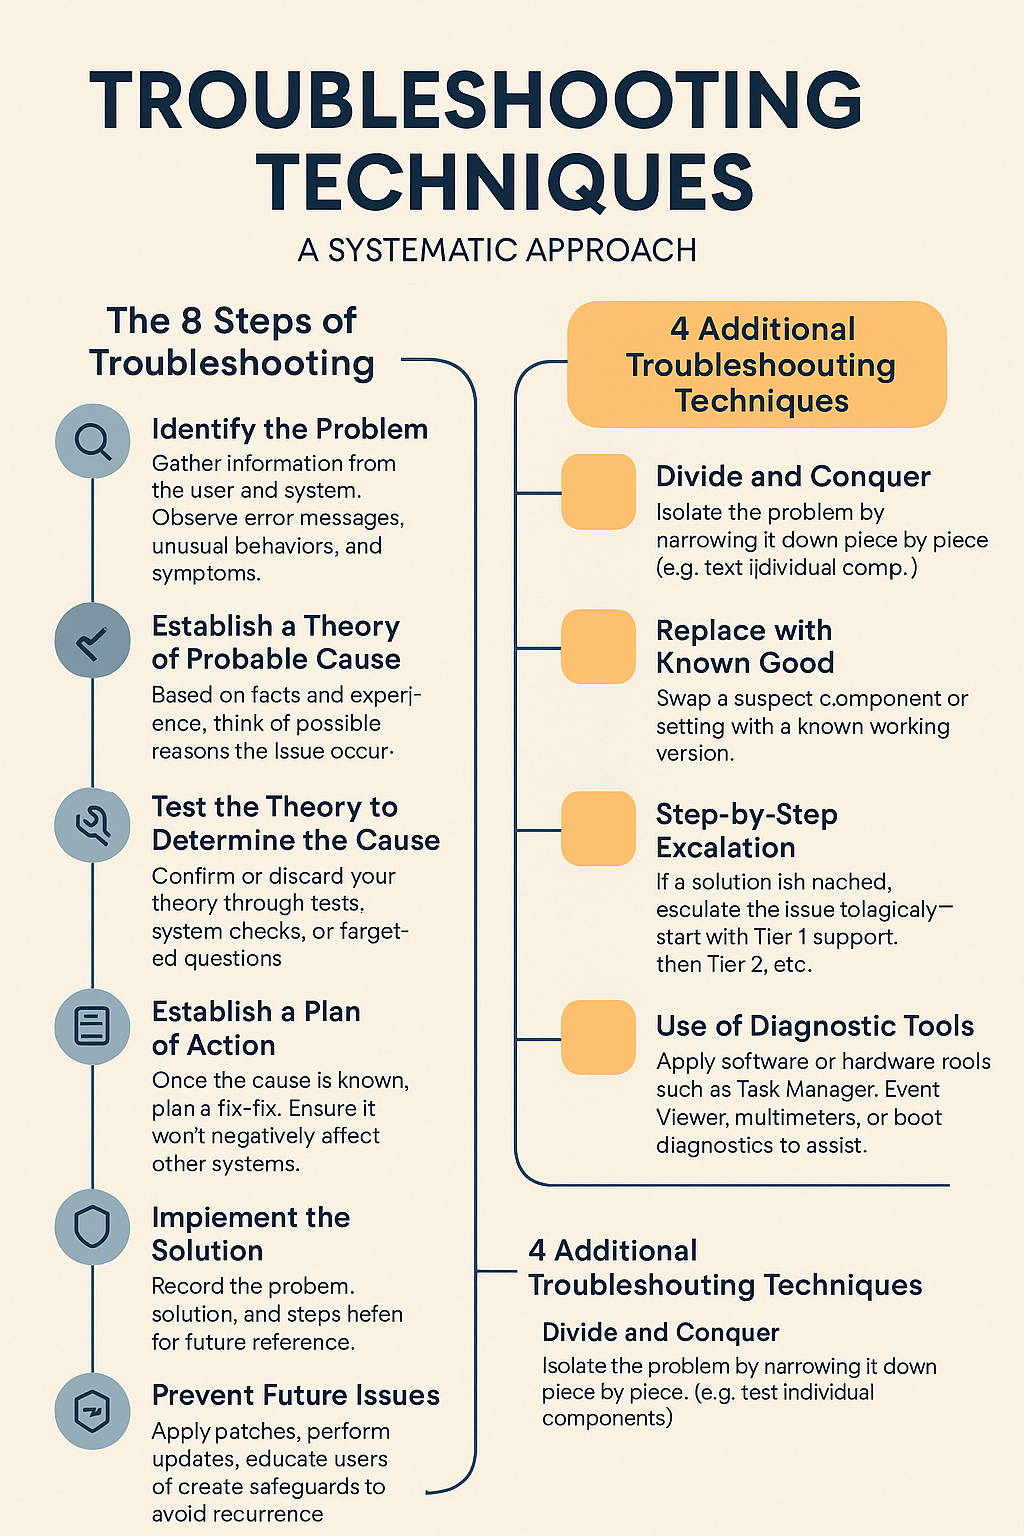 TROUBLESHOOTING
TECHNIQUES
A SYSTEMATIC APPROACH
The 8 Steps of
Troubleshooting
Identify the Problem
Gather information from
the user and system.
Observe error messages,
unusual behaviors, and
symptoms.
Establish a Theory
of Probable Cause
Based on facts and experj-
ence, think of possible
reasons the Issue occur·
Test the Theory to
Determine the Cause
Confirm or discard your
theory through tests.
system checks, or farget-
ed questions
Establish a Plan
of Action
Once the cause is known,
plan a fix-fix. Ensure it
won't negatively affect
other systems.
Impiement the
Solution
Record the probem.
solution, and steps hefen
for future reference.
Prevent Future Issues
Apply patches, perform
updates, educate users
of create safeguards to
avoid recurrence
4 Additional
Troubleshoouting
Techniques
Divide and Conquer
Isolate the problem by
narrowing it down piece by piece
(e.g. text ijdividual comp.)
Replace with
Known Good
Swap a suspect c.omponent or
setting with a known working
version.
Step-by-Step
Excalation
If a solution ish nached,
esculate the issue tolagicaly—
start with Tier 1 support.
then Tier 2, etc.
Use of Diagnostic Tools
Apply software or hardware rools
such as Task Manager. Event
Viewer, multimeters, or boot
diagnostics to assist.
4 Additional
Troubleshouting Techniques
Divide and Conquer
Isolate the problem by narrowing it down
piece by piece. (e.g. test individual
components)